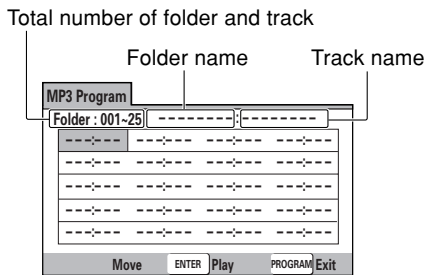 Total number of folder and track
Folder name Track name
MP3 Program
Folder : 001~25 --------:--------
---:--- ---:--- ---:--- ---:---
---:--- ---:--- ---:--- ---:---
---:--- ---:--- ---:--- ---:---
---:--- ---:--- ---:--- ---:---
---:--- ---:--- ---:--- ---:---
Move ENTER Play PROGRAM Exit